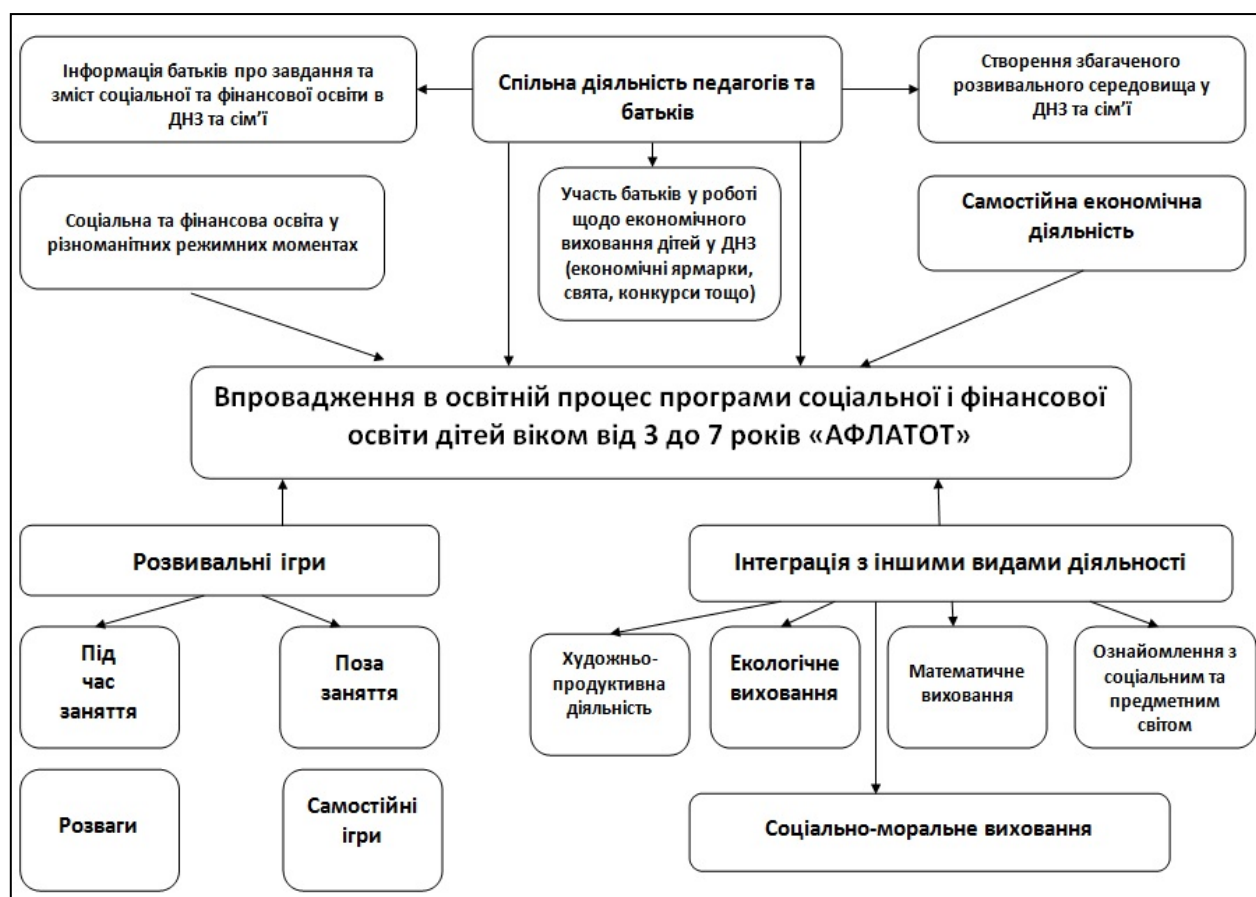 Інформація батьків про завдання та
зміст соціальної та фінансової освіти в
ДНЗ та сім’ї
Спільна діяльність педагогів та
батьків
Створення збагаченого
розвивального середовища у
ДНЗ та сім’ї
Соціальна та фінансова освіта у
різноманітних режимних моментах
Участь батьків у роботі
щодо економічного
виховання дітей у ДНЗ
(економічні ярмарки,
свята, конкурси тощо)
Самостійна економічна
діяльність
Впровадження в освітній процес програми соціальної і фінансової
освіти дітей віком від 3 до 7 років «АФЛАТОТ»
Розвивальні ігри
Інтеграція з іншими видами діяльності
Під
час
заняття
Поза
заняття
Художньо-
продуктивна
діяльність
Екологічне
виховання
Математичне
виховання
Ознайомлення з
соціальним та
предметним
світом
Розваги
Самостійні
ігри
Соціально-моральне виховання